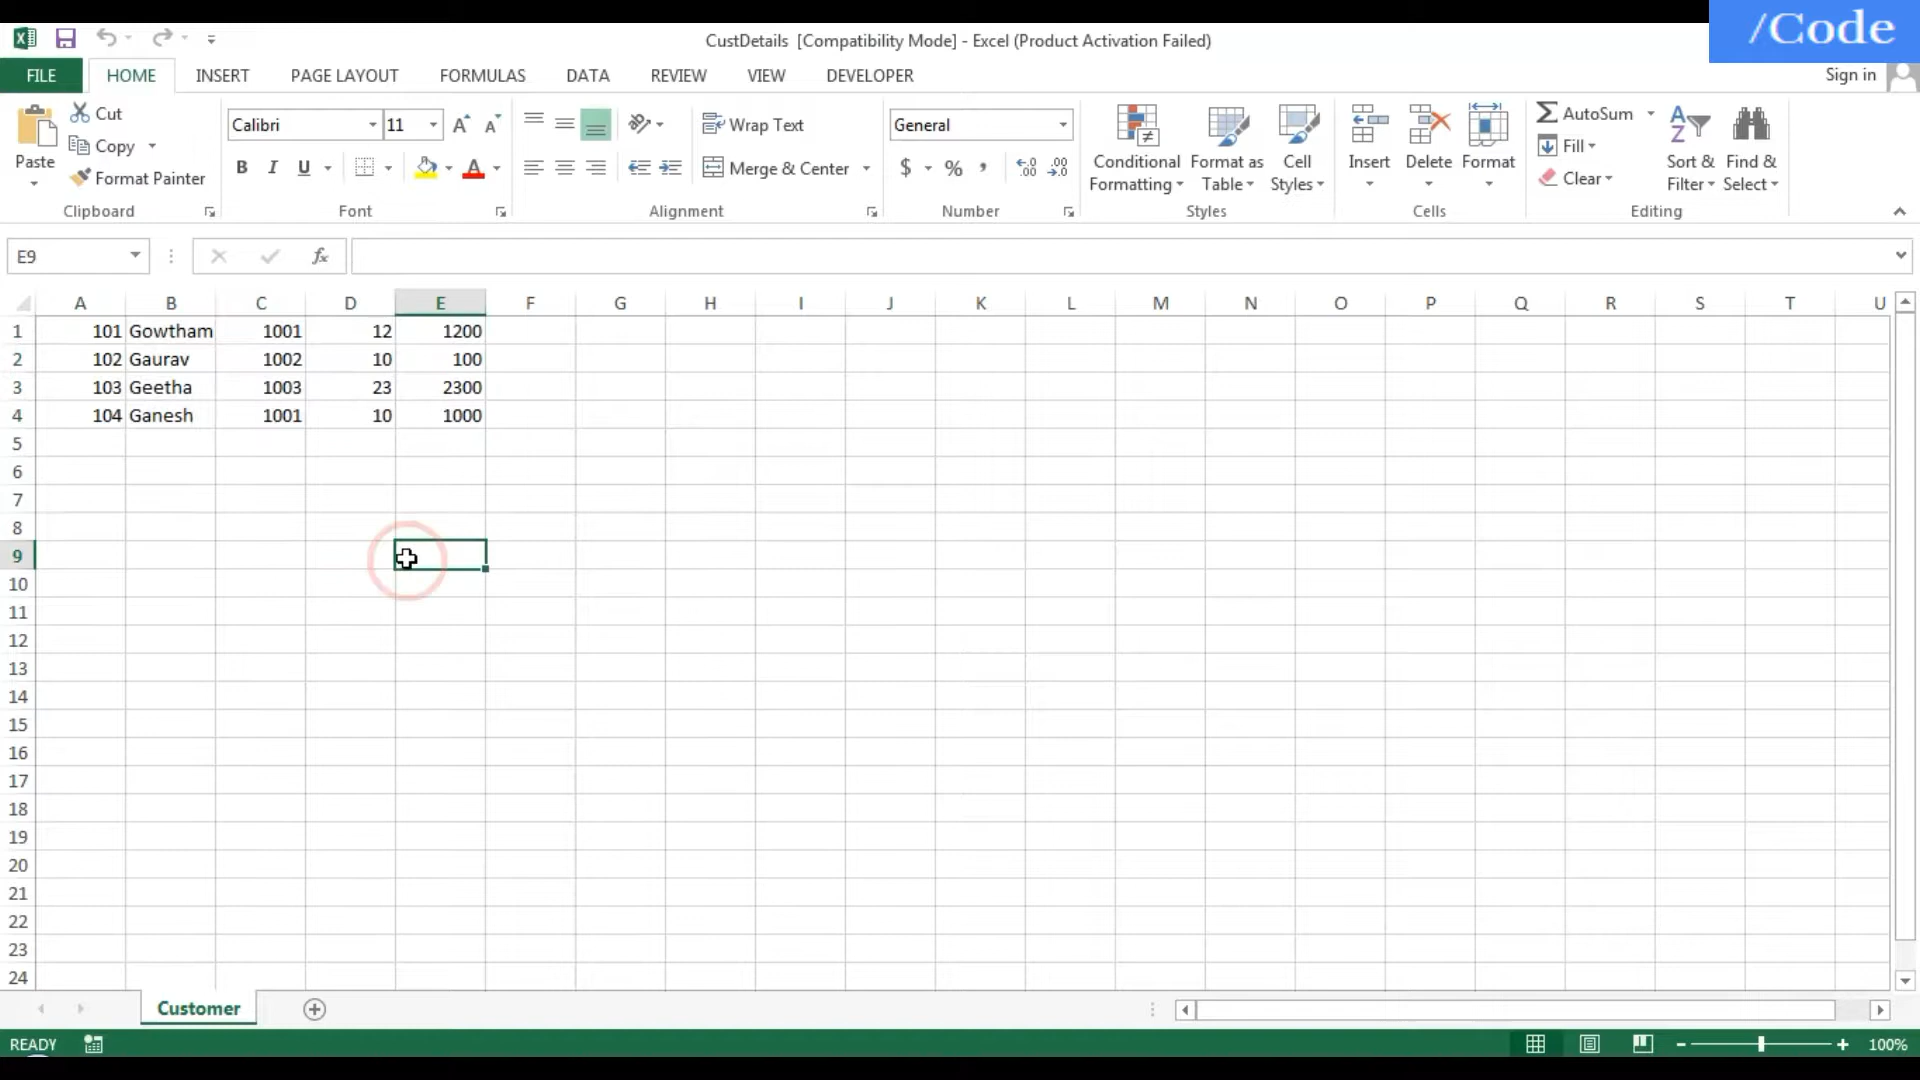 /Code
CustDetails [Compatibility Mode] - Excel (Product Activation Failed)
FILE HOME INSERT PAGE LAYOUT FORMULAS DATA REVIEW VIEW DEVELOPER Sign in
Paste
Cut
Copy
Format Painter
Clipboard
Calibri 11
B I U A
Font
Wrap Text
Merge & Center
Alignment
General
$ % ,
Number
Conditional Formatting
Format as Table
Cell Styles
Styles
Insert
Delete
Format
Cells
AutoSum
Fill
Clear
Sort & Filter
Find & Select
Editing
E9 fx
A B C D E F G H I J K L M N O P Q R S T U
1 101 Gowtham 1001 12 1200
2 102 Gaurav 1002 10 100
3 103 Geetha 1003 23 2300
4 104 Ganesh 1001 10 1000
5
6
7
8
9
10
11
12
13
14
15
16
17
18
19
20
21
22
23
24
Customer
READY 100%